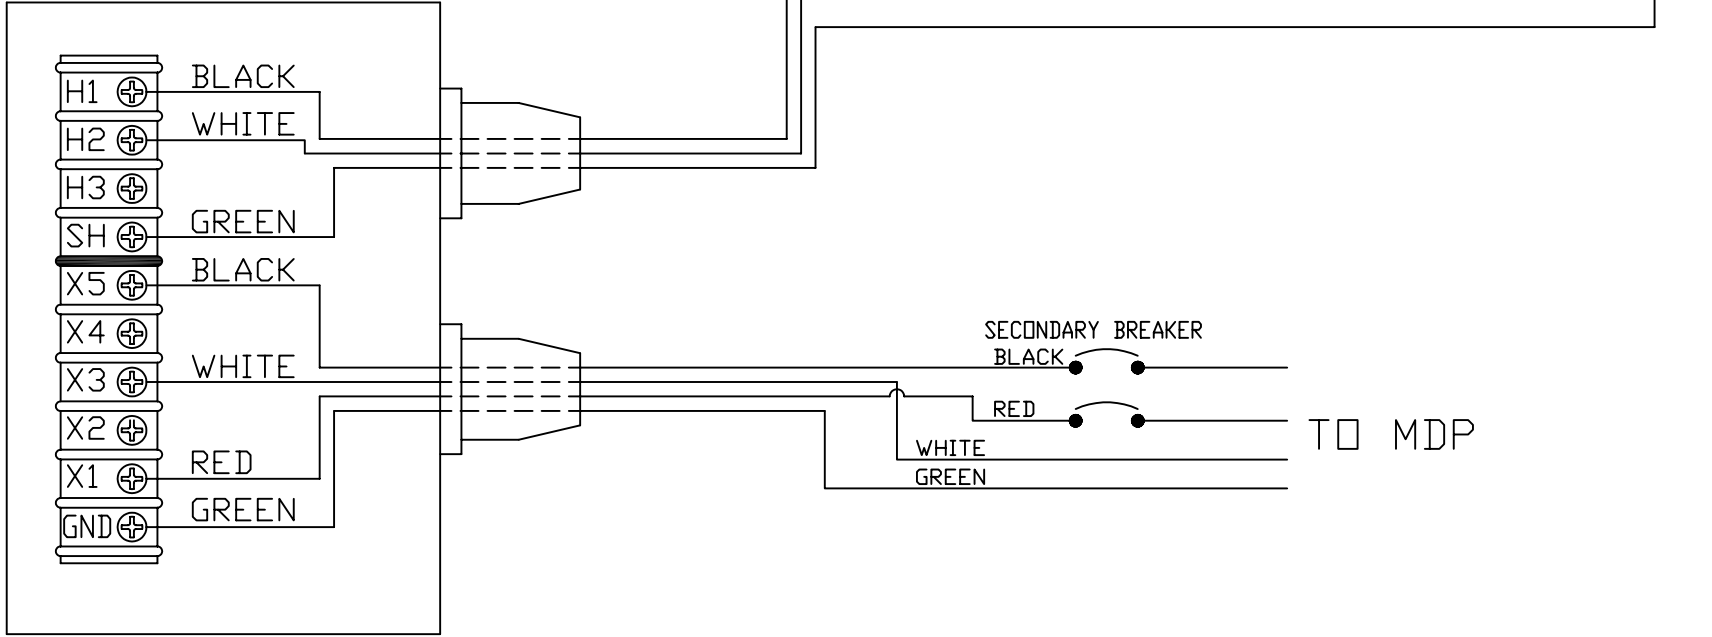 H1 BLACK
H2 WHITE
H3
SH GREEN
X5 BLACK
X4
SECONDARY BREAKER
BLACK
X3 WHITE
RED
X2
TO MDP
WHITE
X1 RED
GREEN
GND GREEN